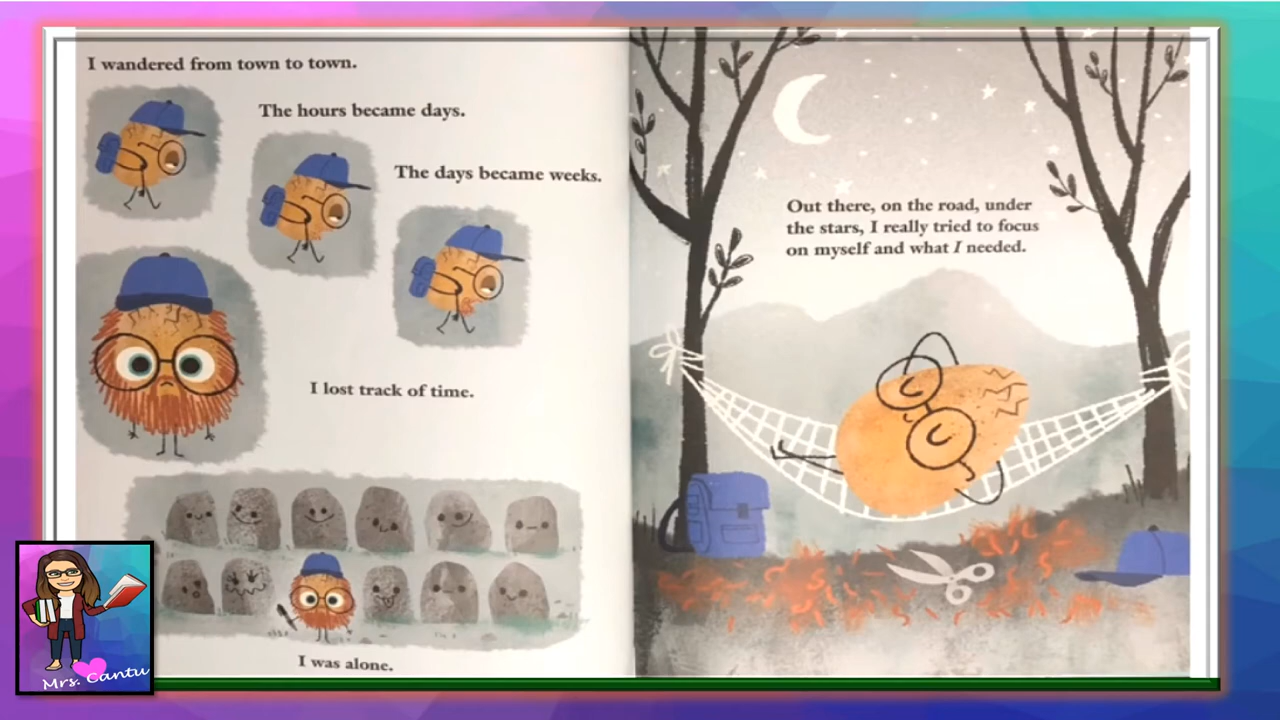 I wandered from town to town.
The hours became days.
The days became weeks.
I lost track of time.
I was alone.
Out there, on the road, under
the stars, I really tried to focus
on myself and what I needed.
Mrs. Cantu